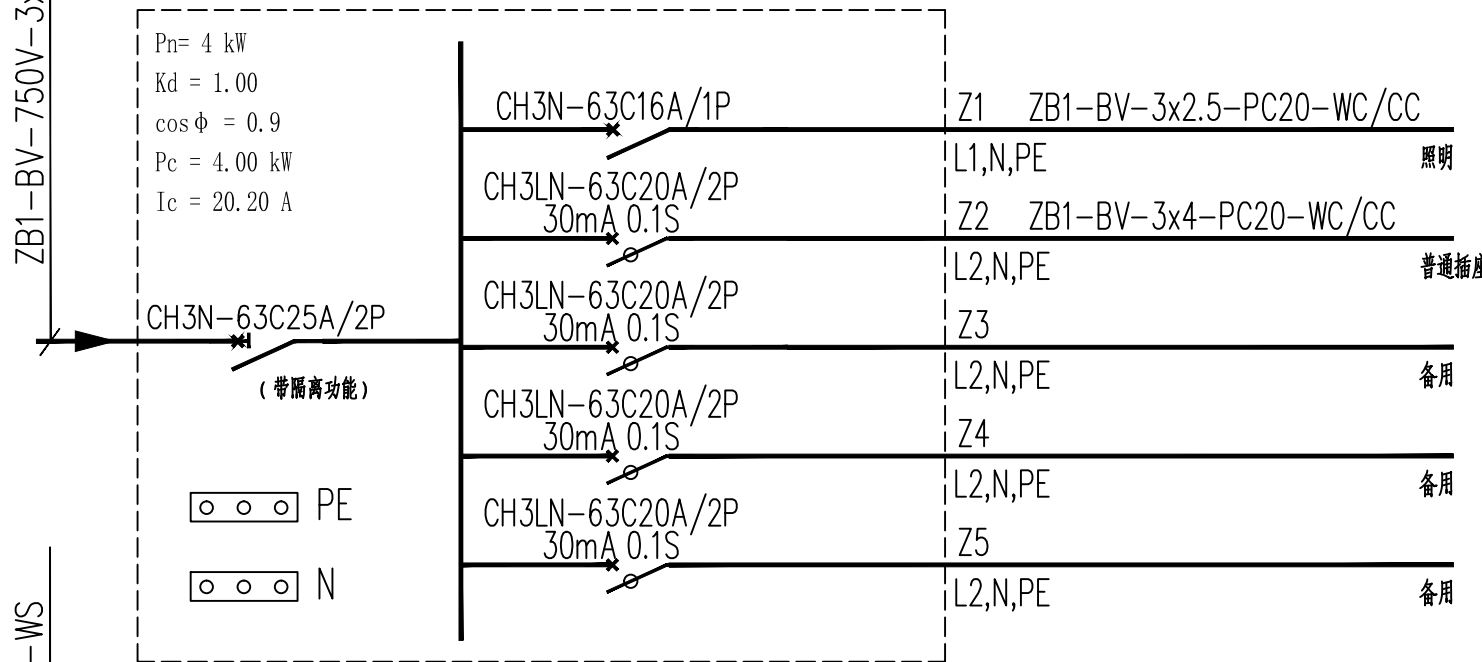 ZB1-BV-750V-3x
Pn= 4 kW
Kd = 1.00
cosφ = 0.9
Pc = 4.00 kW
Ic = 20.20 A
CH3N-63C25A/2P
(带隔离功能)
PE
N
-WS
CH3N-63C16A/1P
Z1 ZB1-BV-3x2.5-PC20-WC/CC
L1,N,PE
照明
CH3LN-63C20A/2P
30mA 0.1S
Z2 ZB1-BV-3x4-PC20-WC/CC
L2,N,PE
普通插座
CH3LN-63C20A/2P
30mA 0.1S
Z3
L2,N,PE
备用
CH3LN-63C20A/2P
30mA 0.1S
Z4
L2,N,PE
备用
CH3LN-63C20A/2P
30mA 0.1S
Z5
L2,N,PE
备用